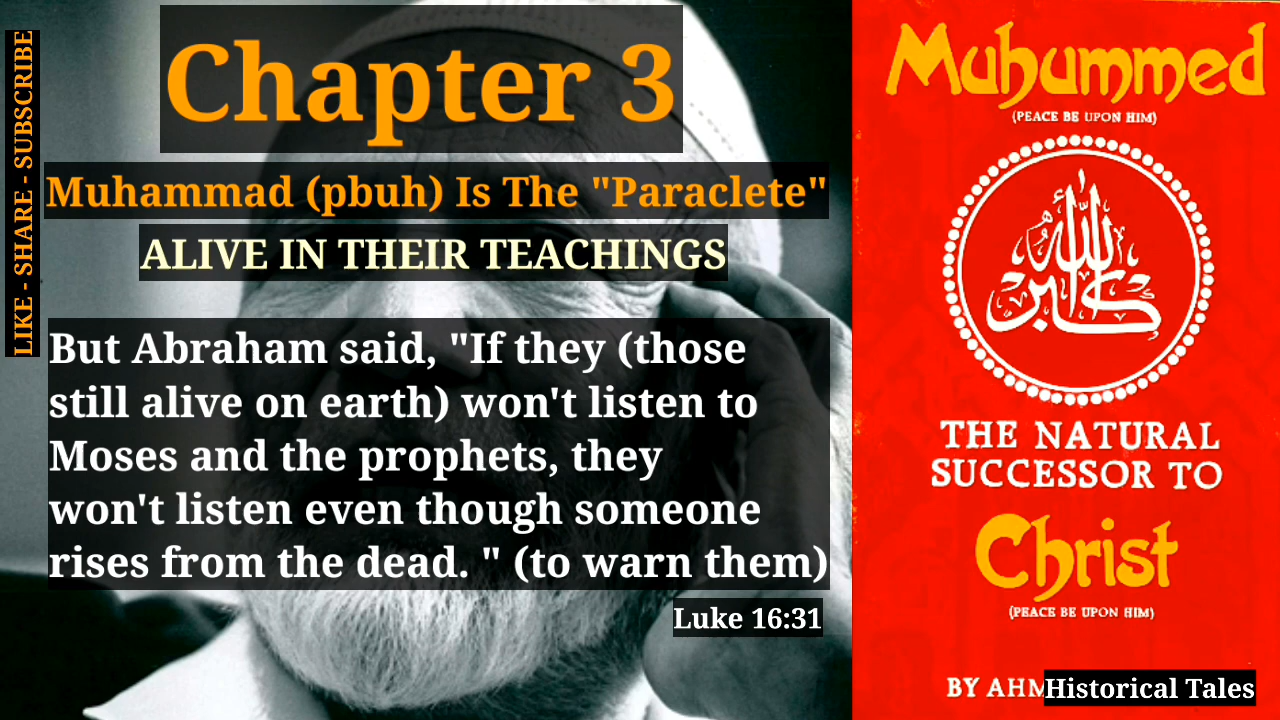 LIKE - SHARE - SUBSCRIBE
Chapter 3
Muhammad (pbuh) Is The "Paraclete"
ALIVE IN THEIR TEACHINGS
But Abraham said, "If they (those
still alive on earth) won't listen to
Moses and the prophets, they
won't listen even though someone
rises from the dead. " (to warn them)
Luke 16:31
Muhummed
(PEACE BE UPON HIM)
الله أكبر
THE NATURAL
SUCCESSOR TO
Christ
(PEACE BE UPON HIM)
BY AHM
Historical Tales